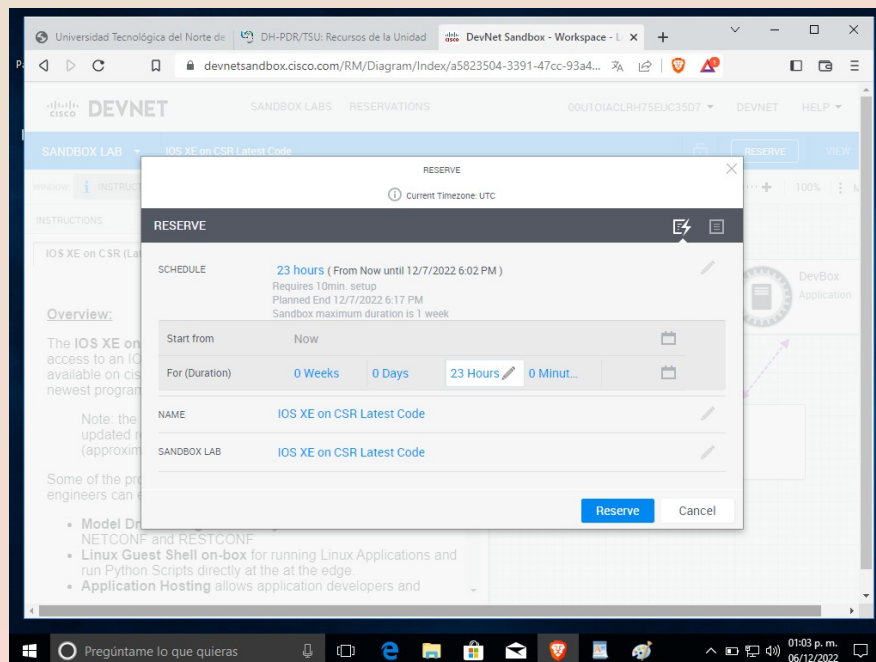 Universidad Tecnológica del Norte de
DH-PDR/TSU: Recursos de la Unidad
DevNet Sandbox - Workspace - L
devnetsandbox.cisco.com/RM/Diagram/Index/a5823504-3391-47cc-93a4...
cisco DEVNET
SANDBOX LABS
RESERVATIONS
DEVNET
HELP
SANDBOX LAB
IOS XE on CSR Latest Code
RESERVE
VIEW
WINDOW
INSTRUCT
100%
INSTRUCTIONS
IOS XE on CSR (La
RESERVE
Current Timezone: UTC
RESERVE
SCHEDULE
23 hours ( From Now until 12/7/2022 6:02 PM )
Requires 10min. setup
Planned End 12/7/2022 6:17 PM
Sandbox maximum duration is 1 week
Start from
Now
For (Duration)
0 Weeks
0 Days
23 Hours
0 Minut...
NAME
IOS XE on CSR Latest Code
SANDBOX LAB
IOS XE on CSR Latest Code
Reserve
Cancel
DevBox
Application
Overview:
The IOS XE on
access to an IO
available on cis
newest program
Note: the
updated r
(approxim
Some of the pro
engineers can e
Model Dr
NETCONF and RESTCONF
Linux Guest Shell on-box for running Linux Applications and
run Python Scripts directly at the at the edge.
Application Hosting allows application developers and
Pregúntame lo que quieras
01:03 p. m.
06/12/2022